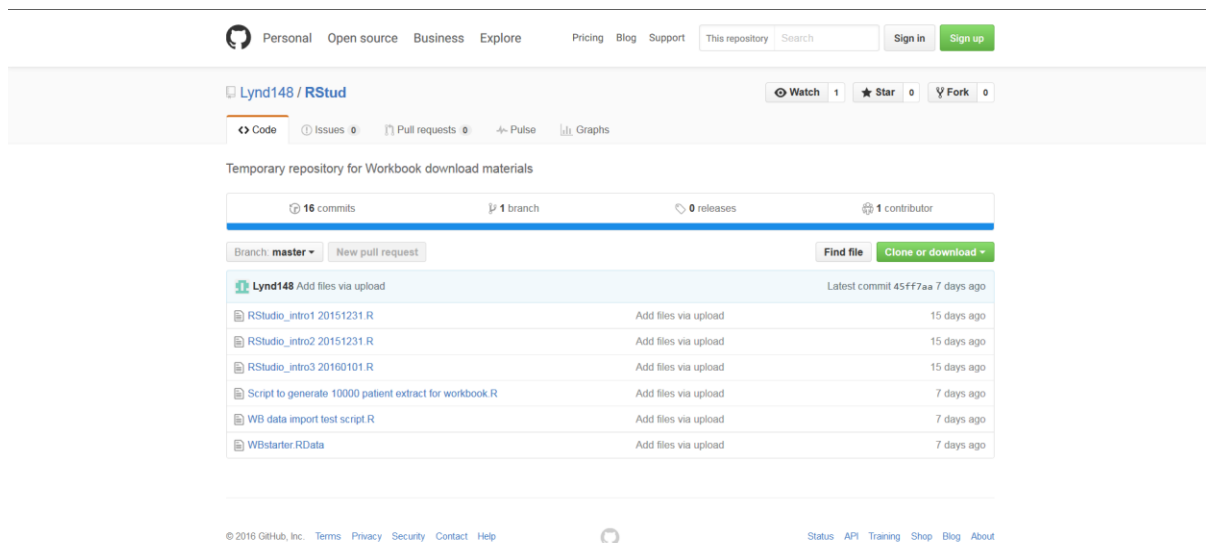 Personal Open source Business Explore Pricing Blog Support This repository Search Sign in Sign up
Lynd148 / RStud Watch 1 Star 0 Fork 0
Code Issues 0 Pull requests 0 Pulse Graphs
Temporary repository for Workbook download materials
16 commits 1 branch 0 releases 1 contributor
Branch: master New pull request Find file Clone or download
Lynd148 Add files via upload Latest commit 45ff7aa 7 days ago
RStudio_intro1 20151231.R Add files via upload 15 days ago
RStudio_intro2 20151231.R Add files via upload 15 days ago
RStudio_intro3 20160101.R Add files via upload 15 days ago
Script to generate 10000 patient extract for workbook.R Add files via upload 7 days ago
WB data import test script.R Add files via upload 7 days ago
WBstarter.RData Add files via upload 7 days ago
© 2016 GitHub, Inc. Terms Privacy Security Contact Help Status API Training Shop Blog About